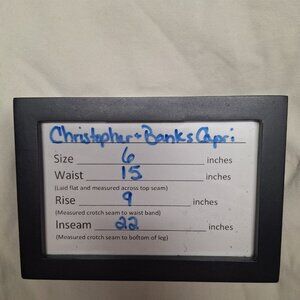 Christopher + Banks Capri
Size 6 inches
Waist 15 inches
(Laid flat and measured across top seam)
Rise 9 inches
(Measured crotch seam to waist band)
Inseam 22 inches
(Measured crotch seam to bottom of leg)